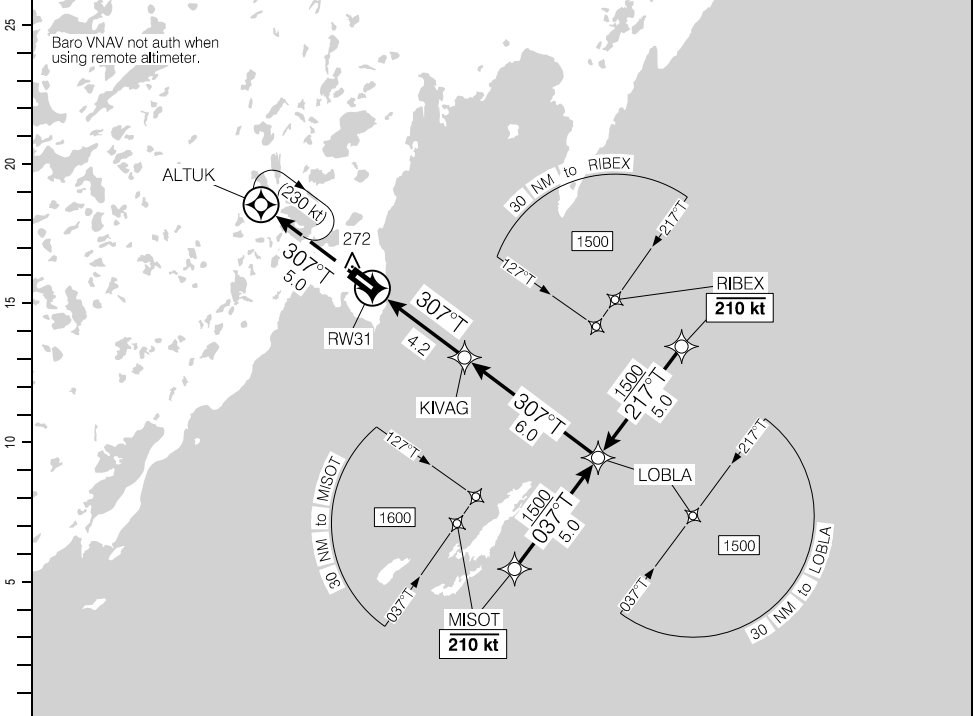 25
Baro VNAV not auth when
using remote altimeter.
20
ALTUK
(230 kt)
272
307°T
5.0
15
RW31
307°T
4.2
KIVAG
307°T
6.0
30 NM to RIBEX
1500
127°T
217°T
RIBEX
210 kt
1500
217°T
5.0
10
LOBLA
1500
037°T
5.0
30 NM to MISOT
127°T
1600
037°T
5
MISOT
210 kt
217°T
1500
037°T
30 NM to LOBLA